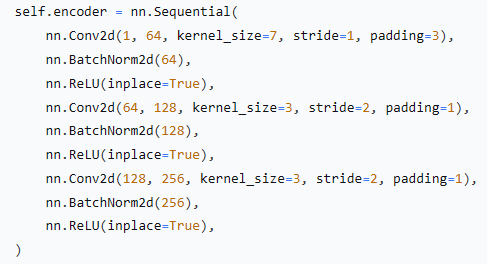 self.encoder = nn.Sequential(
    nn.Conv2d(1, 64, kernel_size=7, stride=1, padding=3),
    nn.BatchNorm2d(64),
    nn.ReLU(inplace=True),
    nn.Conv2d(64, 128, kernel_size=3, stride=2, padding=1),
    nn.BatchNorm2d(128),
    nn.ReLU(inplace=True),
    nn.Conv2d(128, 256, kernel_size=3, stride=2, padding=1),
    nn.BatchNorm2d(256),
    nn.ReLU(inplace=True),
)